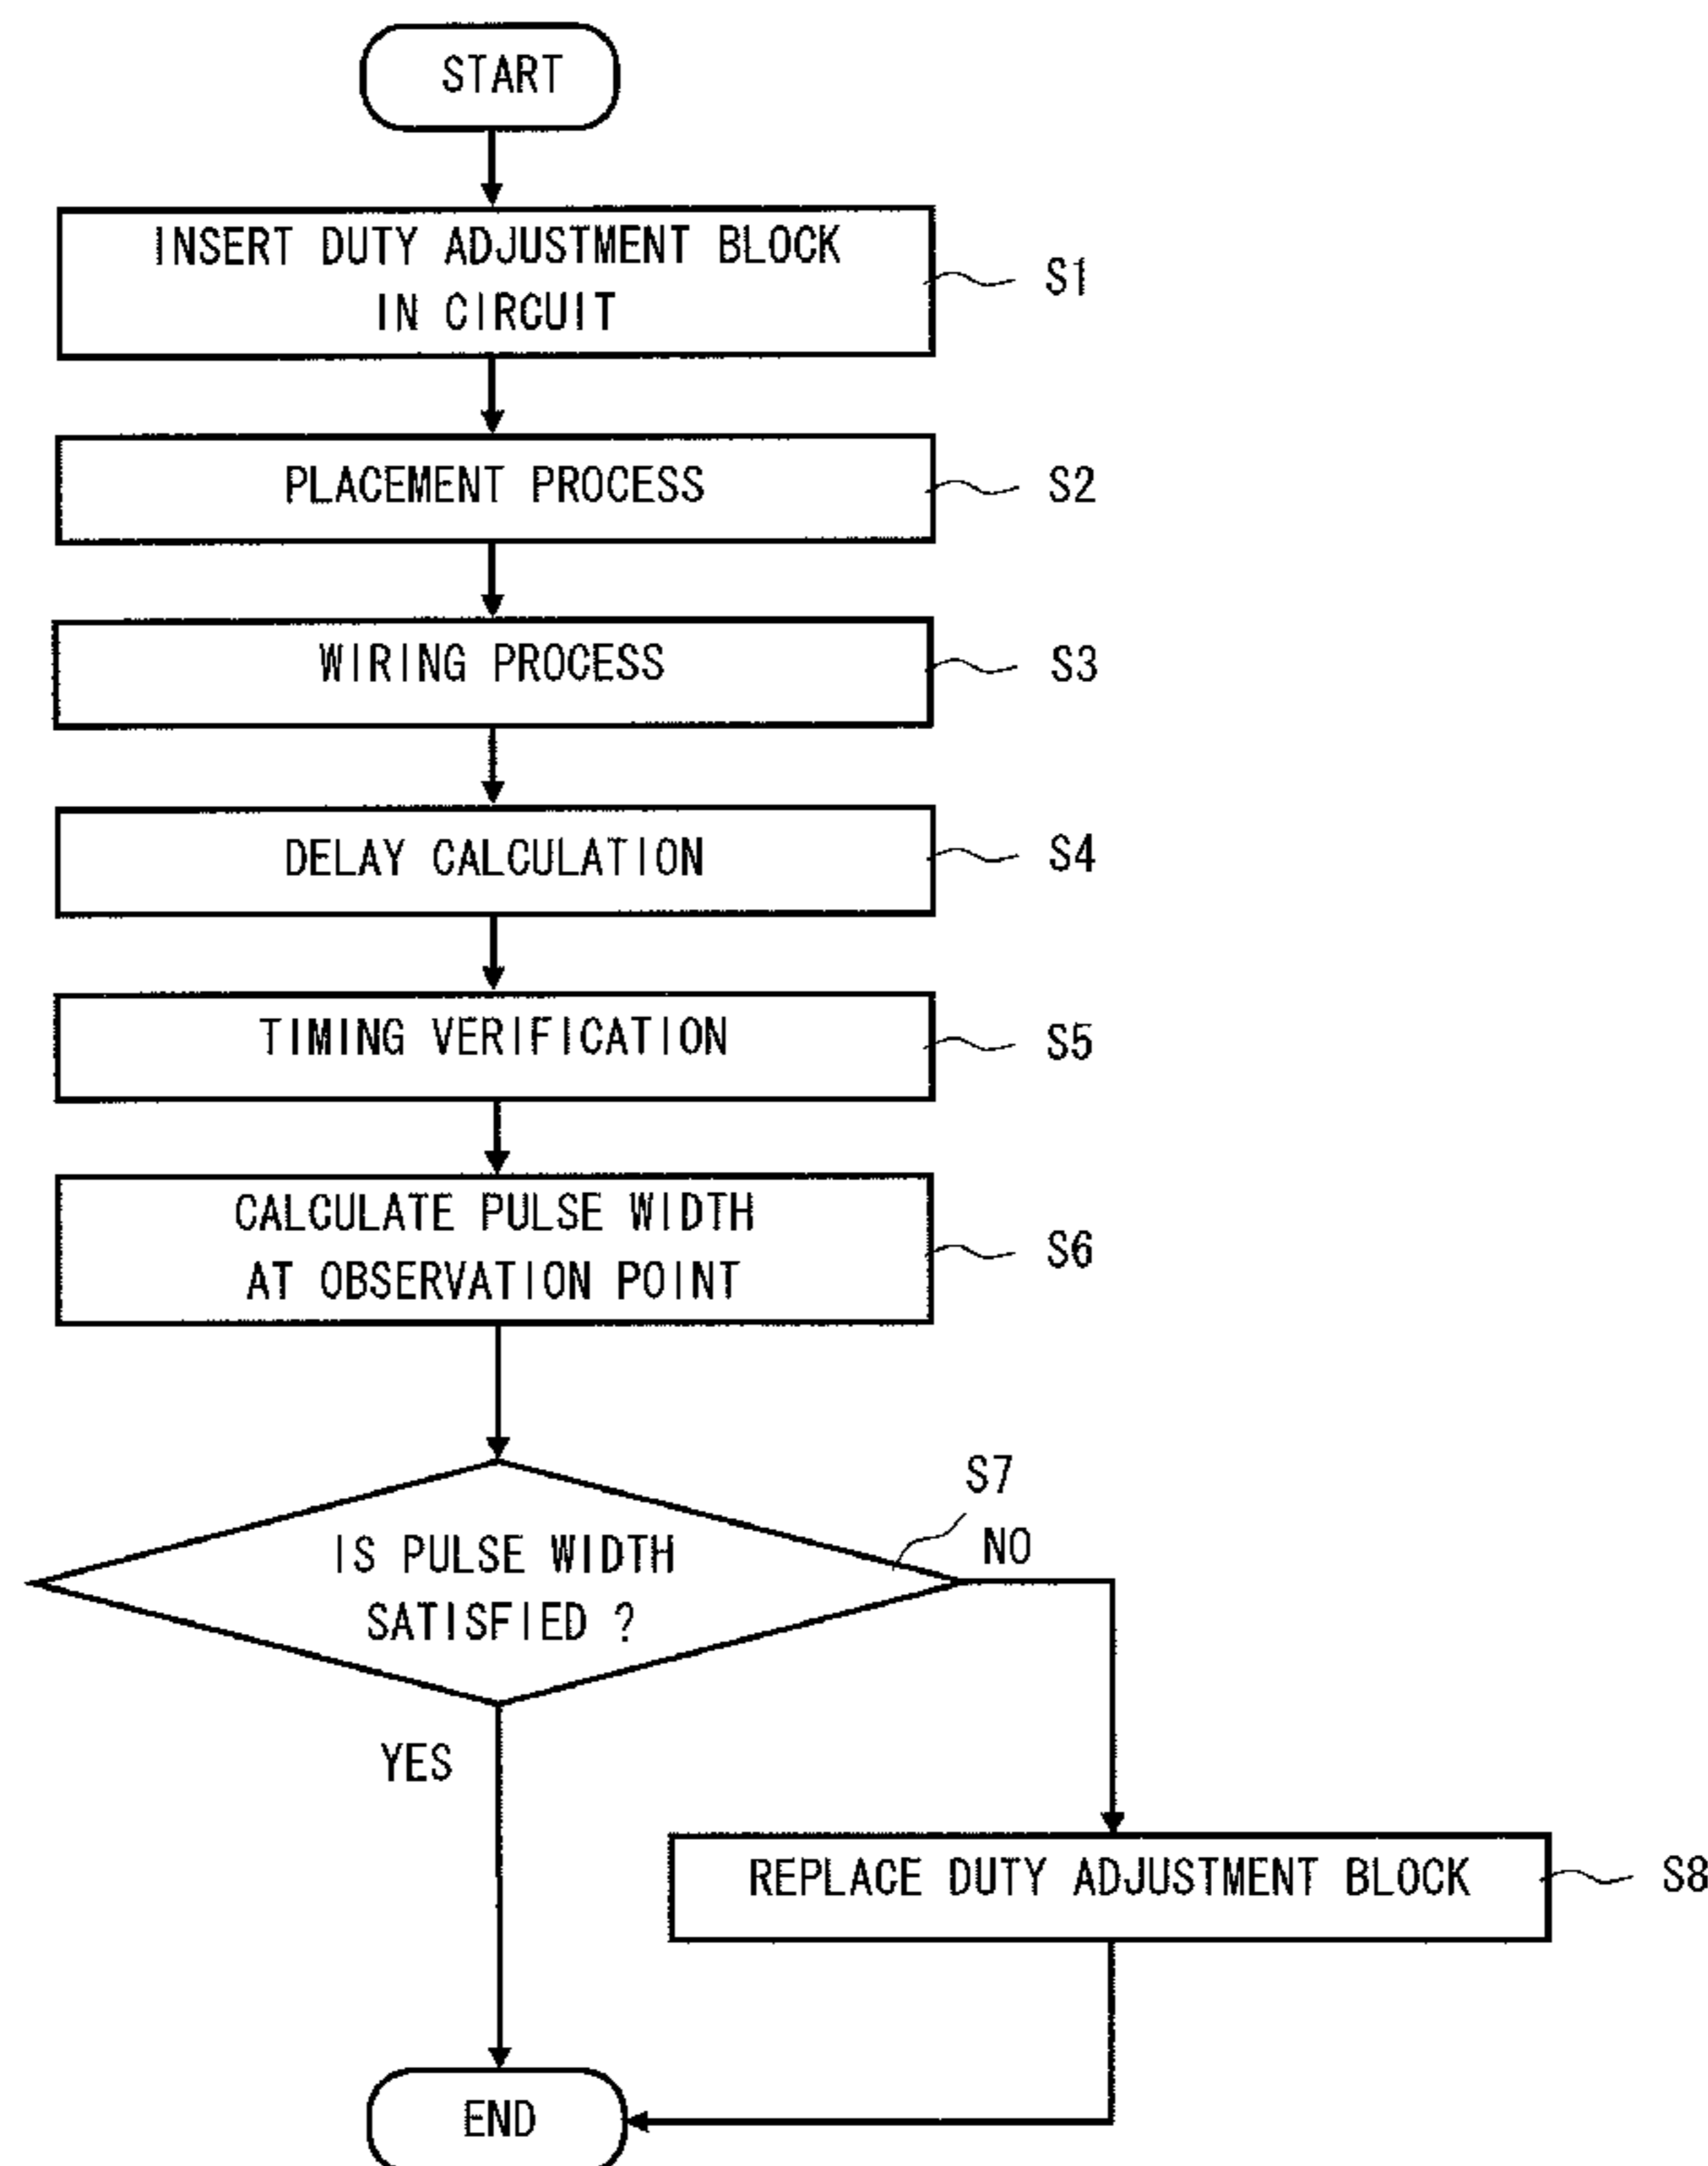 START
INSERT DUTY ADJUSTMENT BLOCK
IN CIRCUIT
S1
PLACEMENT PROCESS
S2
WIRING PROCESS
S3
DELAY CALCULATION
S4
TIMING VERIFICATION
S5
CALCULATE PULSE WIDTH
AT OBSERVATION POINT
S6
S7
IS PULSE WIDTH
SATISFIED ?
NO
YES
REPLACE DUTY ADJUSTMENT BLOCK
S8
END